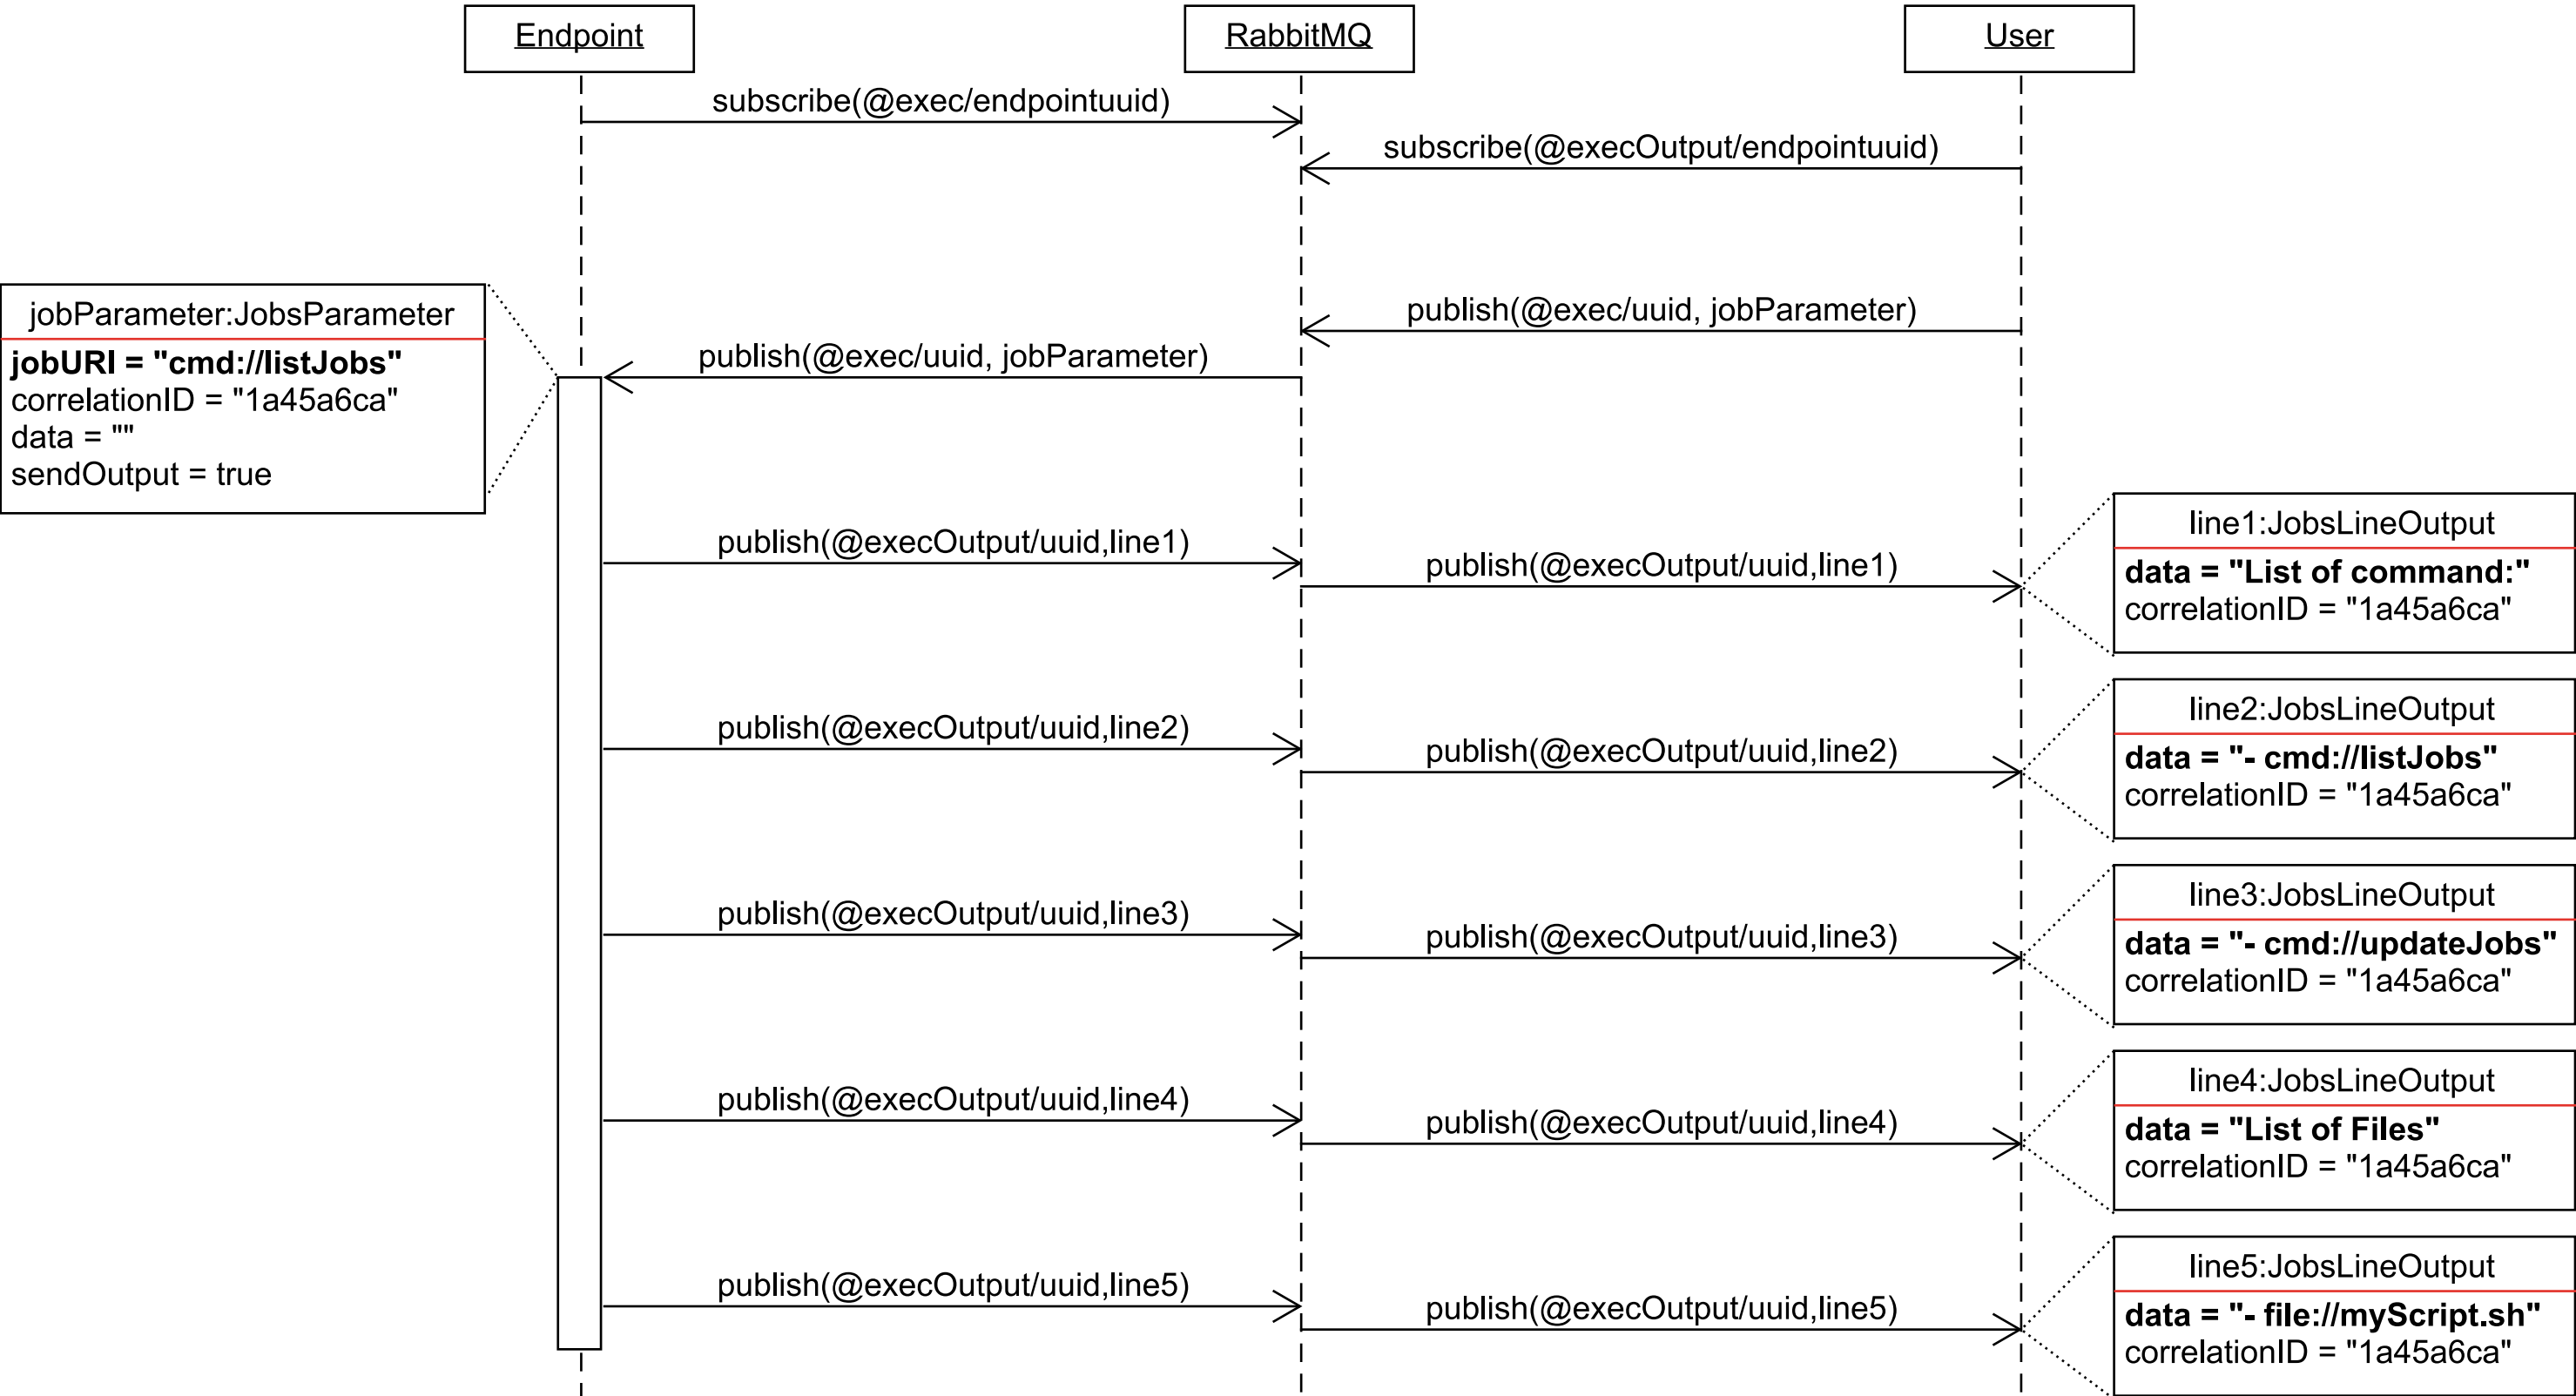 Endpoint
RabbitMQ
User
subscribe(@exec/endpointuuid)
subscribe(@execOutput/endpointuuid)
publish(@exec/uuid, jobParameter)
publish(@exec/uuid, jobParameter)
jobParameter:JobsParameter
jobURI = "cmd://listJobs"
correlationID = "1a45a6ca"
data = ""
sendOutput = true
publish(@execOutput/uuid,line1)
publish(@execOutput/uuid,line1)
line1:JobsLineOutput
data = "List of command:"
correlationID = "1a45a6ca"
publish(@execOutput/uuid,line2)
publish(@execOutput/uuid,line2)
line2:JobsLineOutput
data = "- cmd://listJobs"
correlationID = "1a45a6ca"
publish(@execOutput/uuid,line3)
publish(@execOutput/uuid,line3)
line3:JobsLineOutput
data = "- cmd://updateJobs"
correlationID = "1a45a6ca"
publish(@execOutput/uuid,line4)
publish(@execOutput/uuid,line4)
line4:JobsLineOutput
data = "List of Files"
correlationID = "1a45a6ca"
publish(@execOutput/uuid,line5)
publish(@execOutput/uuid,line5)
line5:JobsLineOutput
data = "- file://myScript.sh"
correlationID = "1a45a6ca"